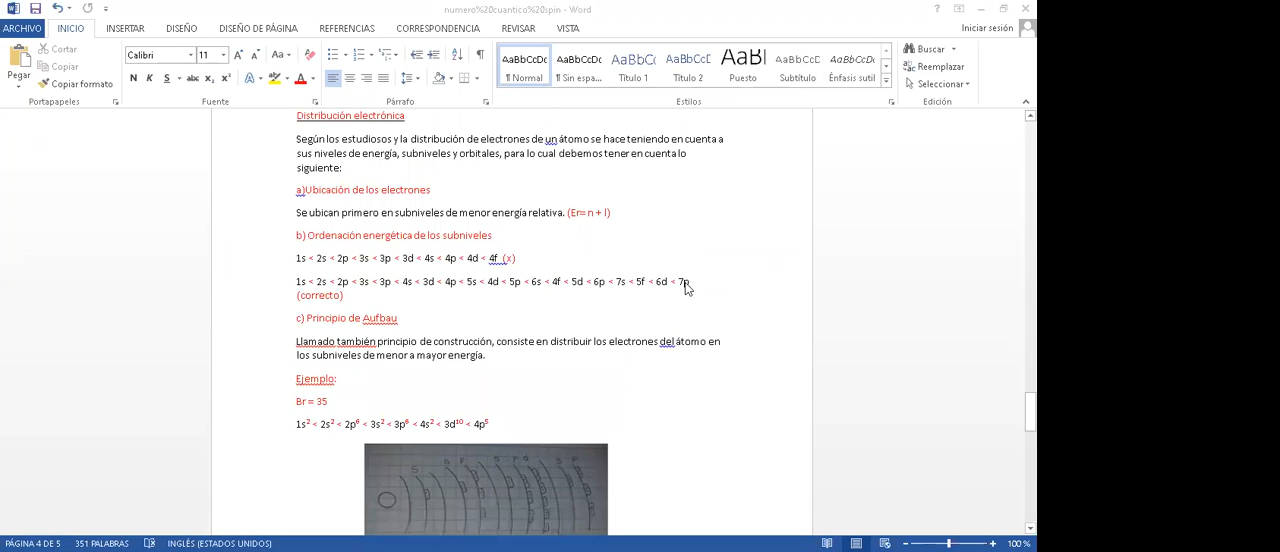 numero%20cuantico%20spin - Word
ARCHIVO INICIO INSERTAR DISEÑO DISEÑO DE PÁGINA REFERENCIAS CORRESPONDENCIA REVISAR VISTA Iniciar sesión
Pegar
Cortar
Copiar
Copiar formato
Portapapeles
Calibri 11
N K S abc x₂ x²
Fuente
Párrafo
AaBbCcDc AaBbCcDc AaBbCc AaBbCcD AaBl AaBbCcD AaBbCcDc
¶ Normal ¶ Sin espa... Título 1 Título 2 Puesto Subtítulo Énfasis sutil
Estilos
Buscar
Reemplazar
Seleccionar
Edición
Distribución electrónica
Según los estudiosos y la distribución de electrones de un átomo se hace teniendo en cuenta a
sus niveles de energía, subniveles y orbitales, para lo cual debemos tener en cuenta lo
siguiente:
a)Ubicación de los electrones
Se ubican primero en subniveles de menor energía relativa. (Er= n + l)
b) Ordenación energética de los subniveles
1s < 2s < 2p < 3s < 3p < 3d < 4s < 4p < 4d < 4f (x)
1s < 2s < 2p < 3s < 3p < 4s < 3d < 4p < 5s < 4d < 5p < 6s < 4f < 5d < 6p < 7s < 5f < 6d < 7p
(correcto)
c) Principio de Aufbau
Llamado también principio de construcción, consiste en distribuir los electrones del átomo en
los subniveles de menor a mayor energía.
Ejemplo:
Br = 35
1s² < 2s² < 2p⁶ < 3s² < 3p⁶ < 4s² < 3d¹⁰ < 4p⁵
PÁGINA 4 DE 5 351 PALABRAS INGLÉS (ESTADOS UNIDOS) 100 %